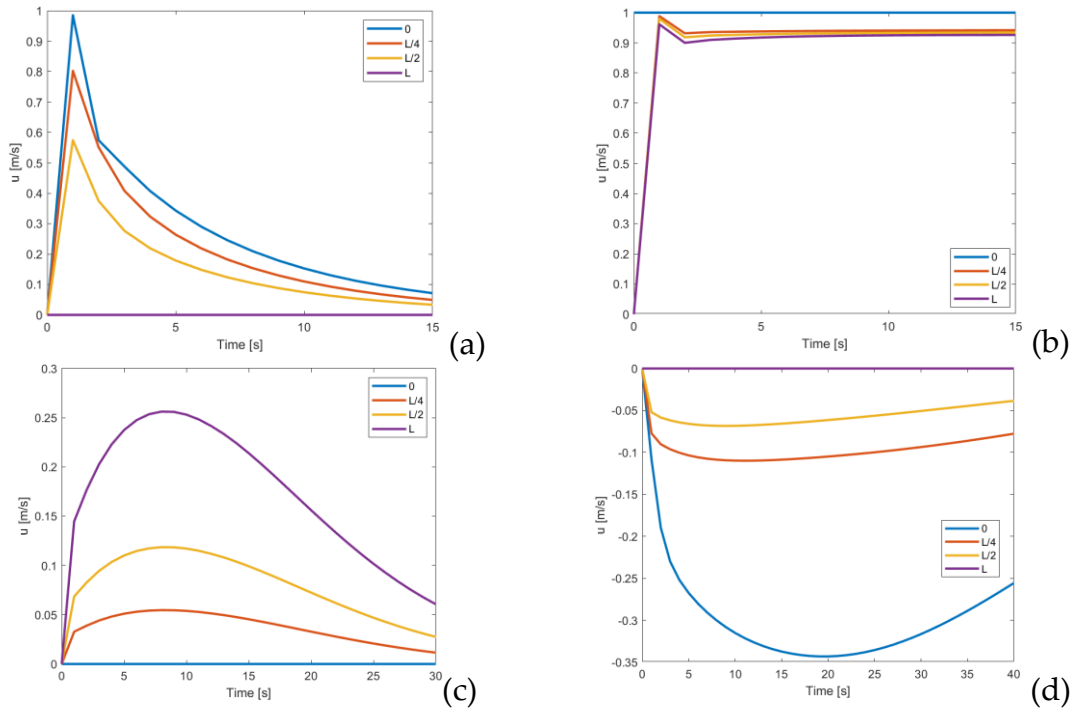 1
0.9
0.8
0.7
0.6
0.5
0.4
0.3
0.2
0.1
0
u [m/s]
0
L/4
L/2
L
0 5 10 15
Time [s]
(a)
1
0.9
0.8
0.7
0.6
0.5
0.4
0.3
0.2
0.1
0
u [m/s]
0
L/4
L/2
L
0 5 10 15
Time [s]
(b)
0.3
0.25
0.2
0.15
0.1
0.05
0
u [m/s]
0
L/4
L/2
L
0 5 10 15 20 25 30
Time [s]
(c)
0
-0.05
-0.1
-0.15
-0.2
-0.25
-0.3
-0.35
u [m/s]
0
L/4
L/2
L
0 5 10 15 20 25 30 35 40
Time [s]
(d)